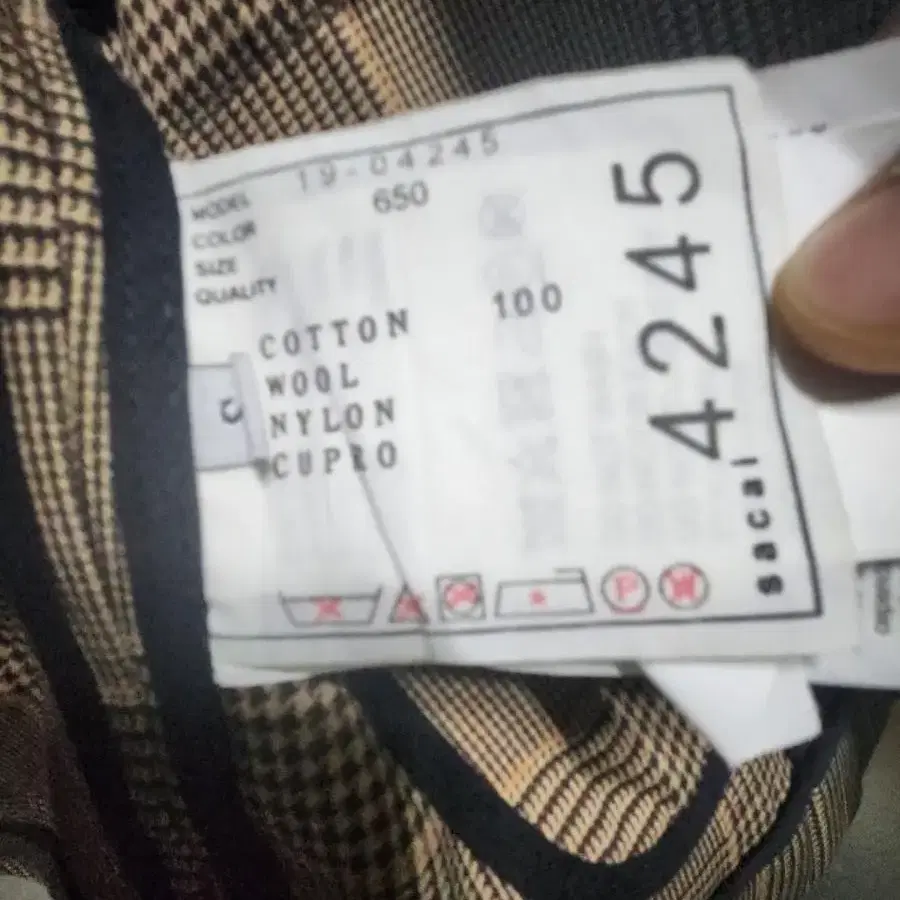 MODEL 19-04245
COLOR 650
SIZE
QUALITY
COTTON 100
WOOL
NYLON
CUPRO
P
W
4245
sacai